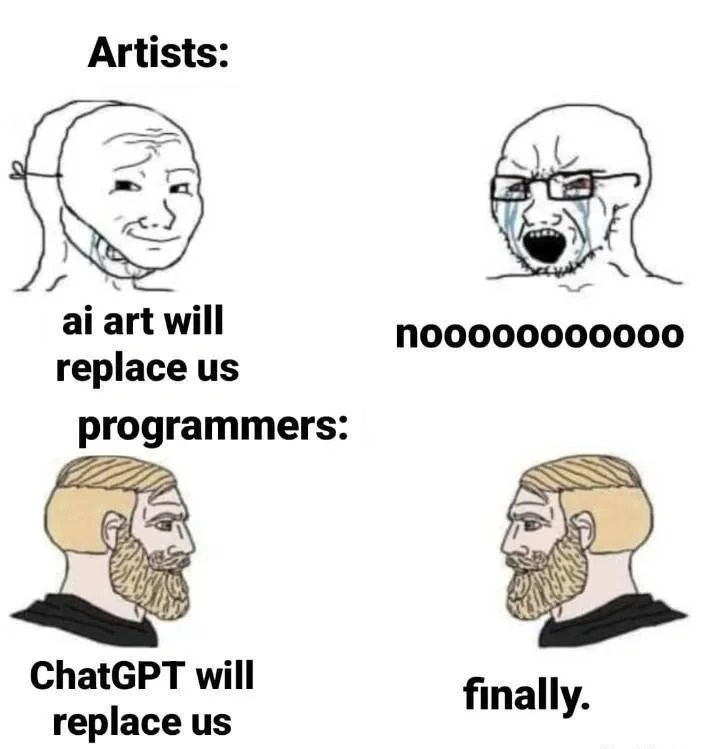 Artists:
ai art will
replace us
nooooooooooo
programmers:
ChatGPT will
replace us
finally.